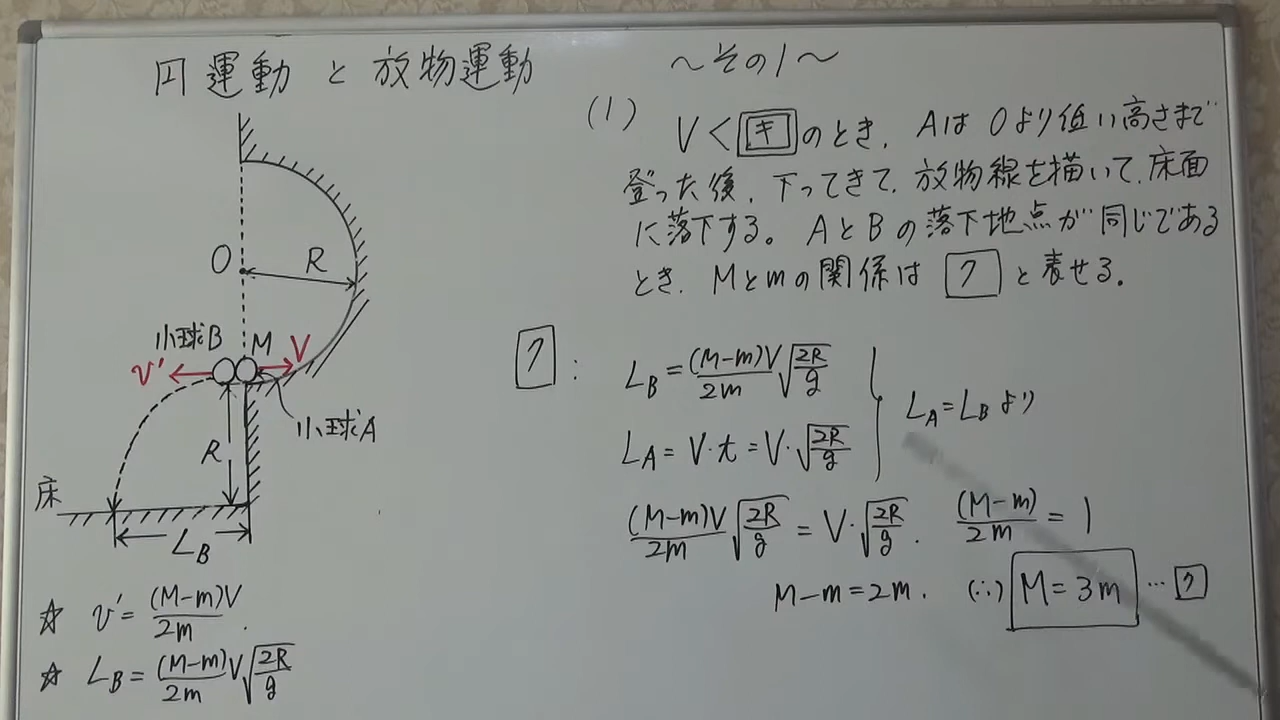 円運動と放物運動 ～その1～
O
R
小球B
M
V
v'
小球A
R
床
L_B
☆ v' = (M-m)V/2m.
☆ L_B = (M-m)/2m V√(2R/g)
(1) V < キ のとき, AはOより低い高さまで
登った後, 下ってきて, 放物線を描いて, 床面
に落下する。AとBの落下地点が同じである
とき, Mとmの関係は ク と表せる.
ク : L_B = (M-m)V/2m √(2R/g)
L_A = V・t = V・√(2R/g)
L_A = L_B より
(M-m)V/2m √(2R/g) = V・√(2R/g). (M-m)/2m = 1
M-m = 2m. (∴) M = 3m … ク